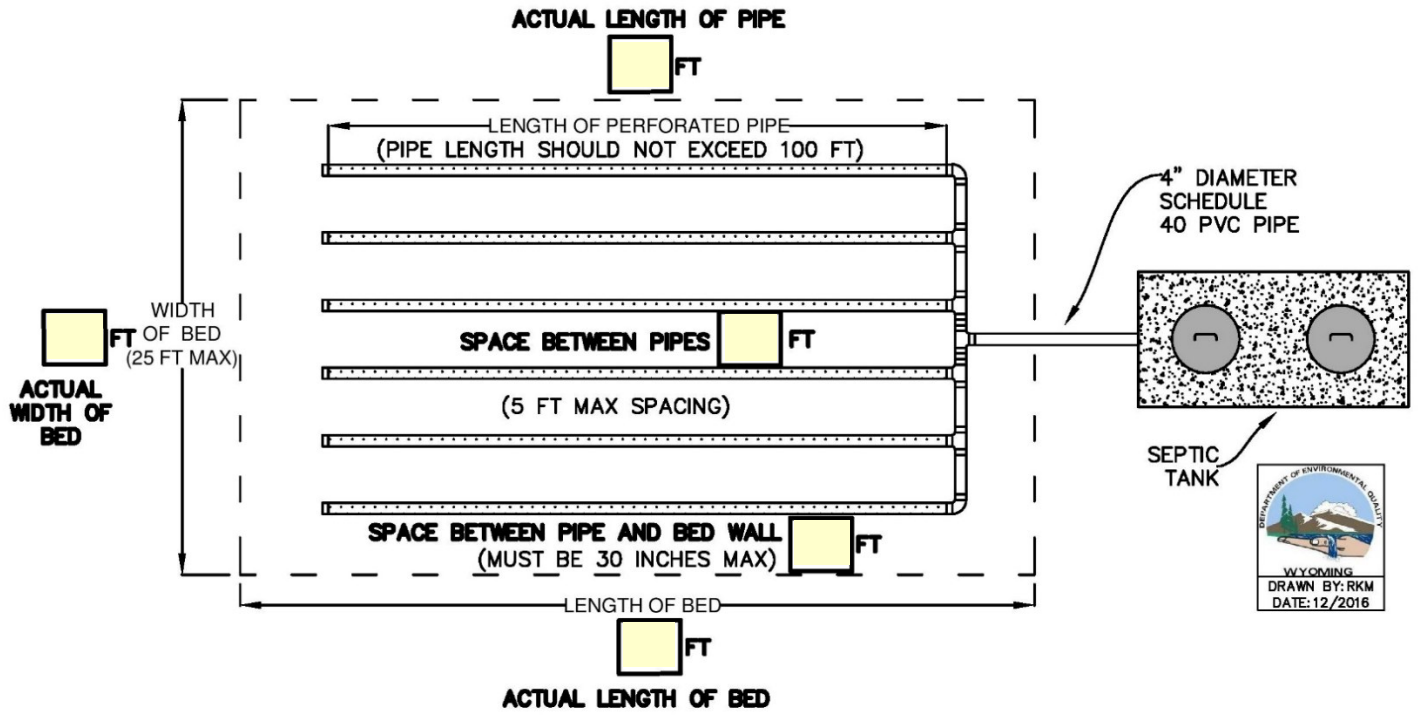 ACTUAL LENGTH OF PIPE
FT
LENGTH OF PERFORATED PIPE
(PIPE LENGTH SHOULD NOT EXCEED 100 FT)
4" DIAMETER
SCHEDULE
40 PVC PIPE
WIDTH
OF BED
(25 FT MAX)
FT
ACTUAL
WIDTH OF
BED
SPACE BETWEEN PIPES FT
(5 FT MAX SPACING)
SEPTIC
TANK
SPACE BETWEEN PIPE AND BED WALL
(MUST BE 30 INCHES MAX)
FT
LENGTH OF BED
FT
ACTUAL LENGTH OF BED
DEPARTMENT OF ENVIRONMENTAL QUALITY
WYOMING
DRAWN BY: RKM
DATE: 12/2016